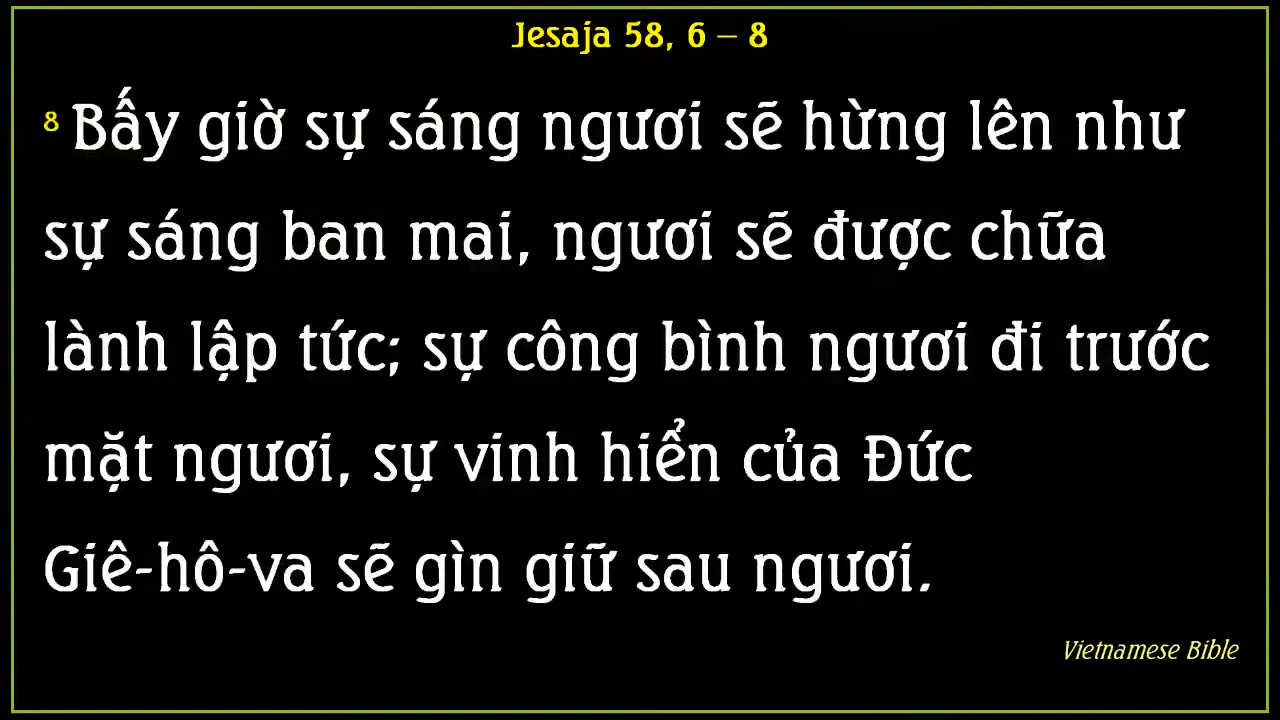 Jesaja 58, 6 – 8
8 Bấy giờ sự sáng ngươi sẽ hừng lên như
sự sáng ban mai, ngươi sẽ được chữa
lành lập tức; sự công bình ngươi đi trước
mặt ngươi, sự vinh hiển của Đức
Giê-hô-va sẽ gìn giữ sau ngươi.
Vietnamese Bible